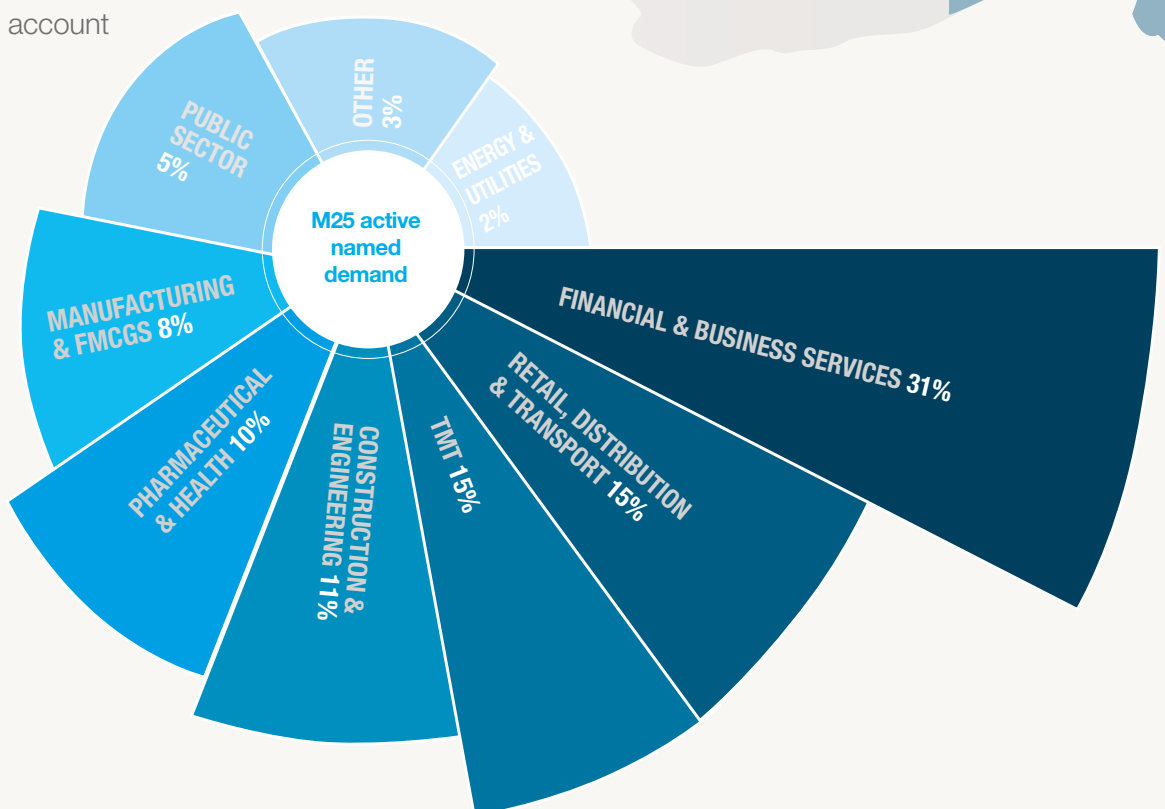 account
PUBLIC
SECTOR
5%
OTHER
3%
ENERGY &
UTILITIES
2%
M25 active
named
demand
MANUFACTURING
& FMCGS 8%
FINANCIAL & BUSINESS SERVICES 31%
RETAIL, DISTRIBUTION
& TRANSPORT 15%
TMT 15%
CONSTRUCTION &
ENGINEERING 11%
PHARMACEUTICAL
& HEALTH 10%